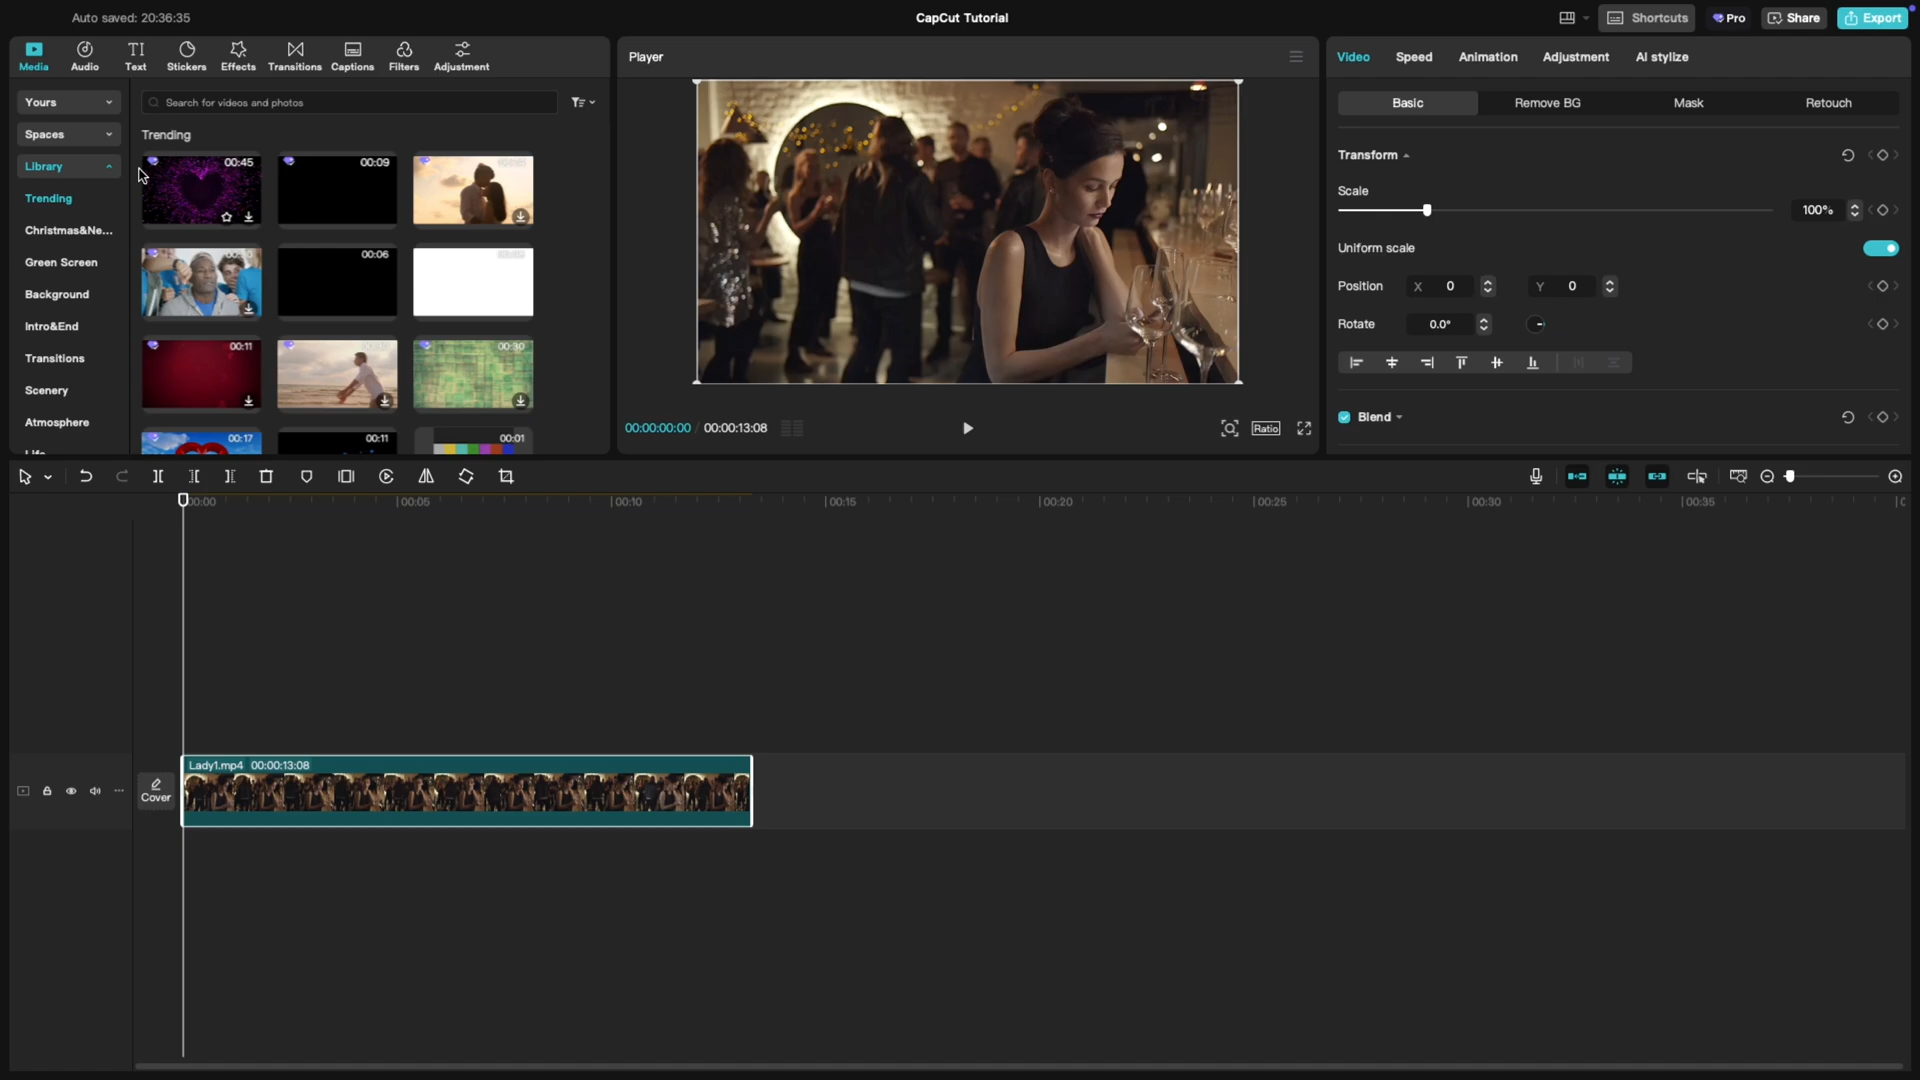 Auto saved: 20:36:35
CapCut Tutorial
Shortcuts
Pro
Share
Export
Media
Audio
Text
Stickers
Effects
Transitions
Captions
Filters
Adjustment
Yours
Spaces
Library
Trending
Christmas&Ne...
Green Screen
Background
Intro&End
Transitions
Scenery
Atmosphere
Search for videos and photos
Trending
00:45
00:09
00:06
00:11
00:30
00:17
00:11
00:01
Player
00:00:00:00 / 00:00:13:08
Ratio
Video
Speed
Animation
Adjustment
AI stylize
Basic
Remove BG
Mask
Retouch
Transform
Scale
100%
Uniform scale
Position
X 0
Y 0
Rotate
0.0°
Blend
00:00
00:05
00:10
00:15
00:20
00:25
00:30
00:35
Cover
Lady1.mp4 00:00:13:08